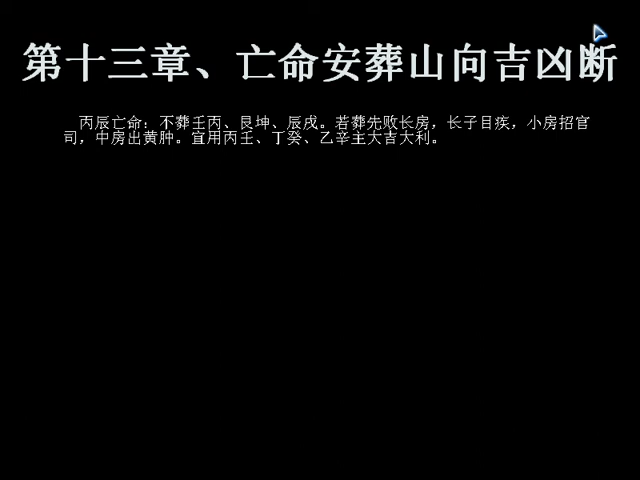 第十三章、亡命安葬山向吉凶断
丙辰亡命：不葬壬丙、艮坤、辰戌。若葬先败长房，长子目疾，小房招官
司，中房出黄肿。宜用丙壬、丁癸、乙辛主大吉大利。